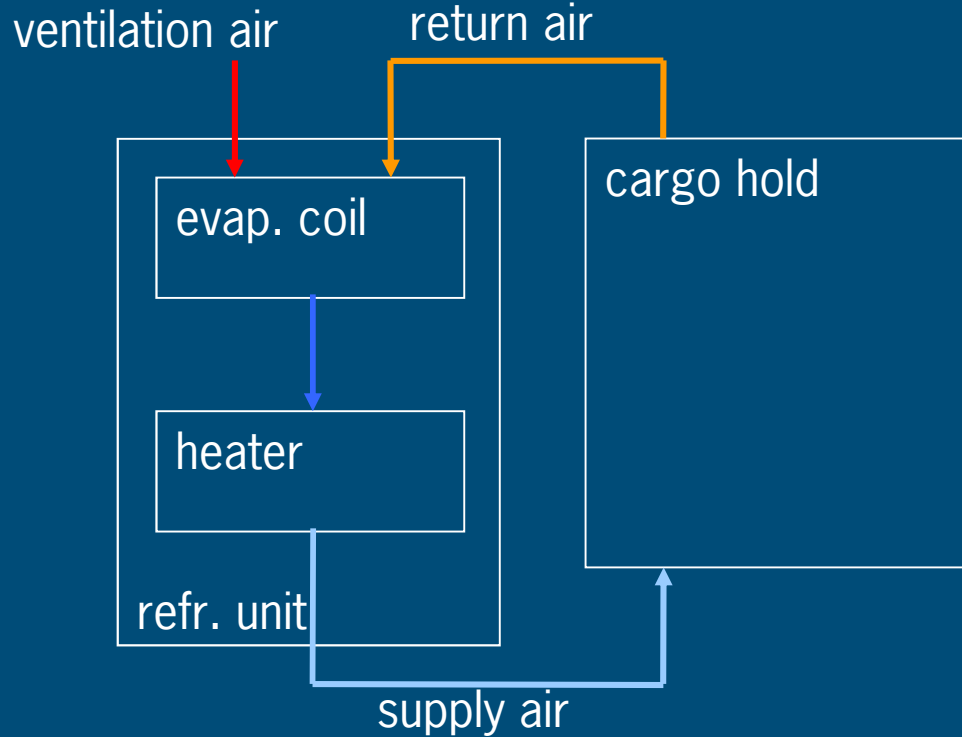 ventilation air
return air
evap. coil
cargo hold
heater
refr. unit
supply air